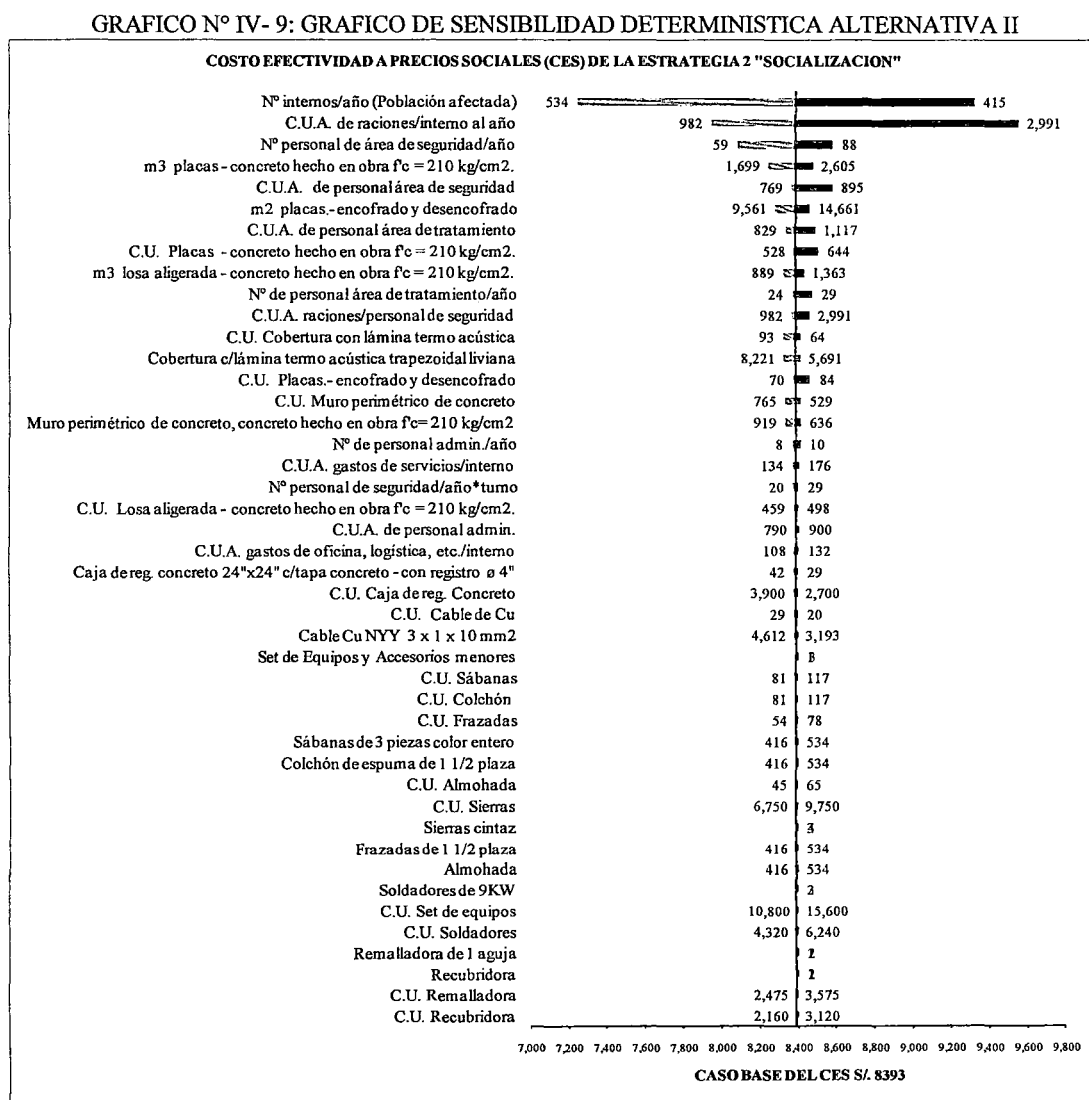 GRAFICO Nº IV- 9: GRAFICO DE SENSIBILIDAD DETERMINISTICA ALTERNATIVA II
COSTO EFECTIVIDAD A PRECIOS SOCIALES (CES) DE LA ESTRATEGIA 2 "SOCIALIZACION"
Nº internos/año (Población afectada) 534 415
C.U.A. de raciones/interno al año 982 2,991
Nº personal de área de seguridad/año 59 88
m3 placas - concreto hecho en obra f'c = 210 kg/cm2. 1,699 2,605
C.U.A. de personal área de seguridad 769 895
m2 placas.- encofrado y desencofrado 9,561 14,661
C.U.A. de personal área de tratamiento 829 1,117
C.U. Placas - concreto hecho en obra f'c = 210 kg/cm2. 528 644
m3 losa aligerada - concreto hecho en obra f'c = 210 kg/cm2. 889 1,363
Nº de personal área de tratamiento/año 24 29
C.U.A. raciones/personal de seguridad 982 2,991
C.U. Cobertura con lámina termo acústica 93 64
Cobertura c/lámina termo acústica trapezoidal liviana 8,221 5,691
C.U. Placas.- encofrado y desencofrado 70 84
C.U. Muro perimétrico de concreto 765 529
Muro perimétrico de concreto, concreto hecho en obra f'c= 210 kg/cm2 919 636
Nº de personal admin./año 8 10
C.U.A. gastos de servicios/interno 134 176
Nº personal de seguridad/año*turno 20 29
C.U. Losa aligerada - concreto hecho en obra f'c = 210 kg/cm2. 459 498
C.U.A. de personal admin. 790 900
C.U.A. gastos de oficina, logística, etc./interno 108 132
Caja de reg. concreto 24"x24" c/tapa concreto - con registro ø 4" 42 29
C.U. Caja de reg. Concreto 3,900 2,700
C.U. Cable de Cu 29 20
Cable Cu NYY 3 x 1 x 10 mm2 4,612 3,193
Set de Equipos y Accesorios menores
C.U. Sábanas 81 117
C.U. Colchón 81 117
C.U. Frazadas 54 78
Sábanas de 3 piezas color entero 416 534
Colchón de espuma de 1 1/2 plaza 416 534
C.U. Almohada 45 65
C.U. Sierras 6,750 9,750
Sierras cintaz
Frazadas de 1 1/2 plaza 416 534
Almohada 416 534
Soldadores de 9KW
C.U. Set de equipos 10,800 15,600
C.U. Soldadores 4,320 6,240
Remalladora de 1 aguja
Recubridora
C.U. Remalladora 2,475 3,575
C.U. Recubridora 2,160 3,120
7,000 7,200 7,400 7,600 7,800 8,000 8,200 8,400 8,600 8,800 9,000 9,200 9,400 9,600 9,800
CASO BASE DEL CES S/. 8393